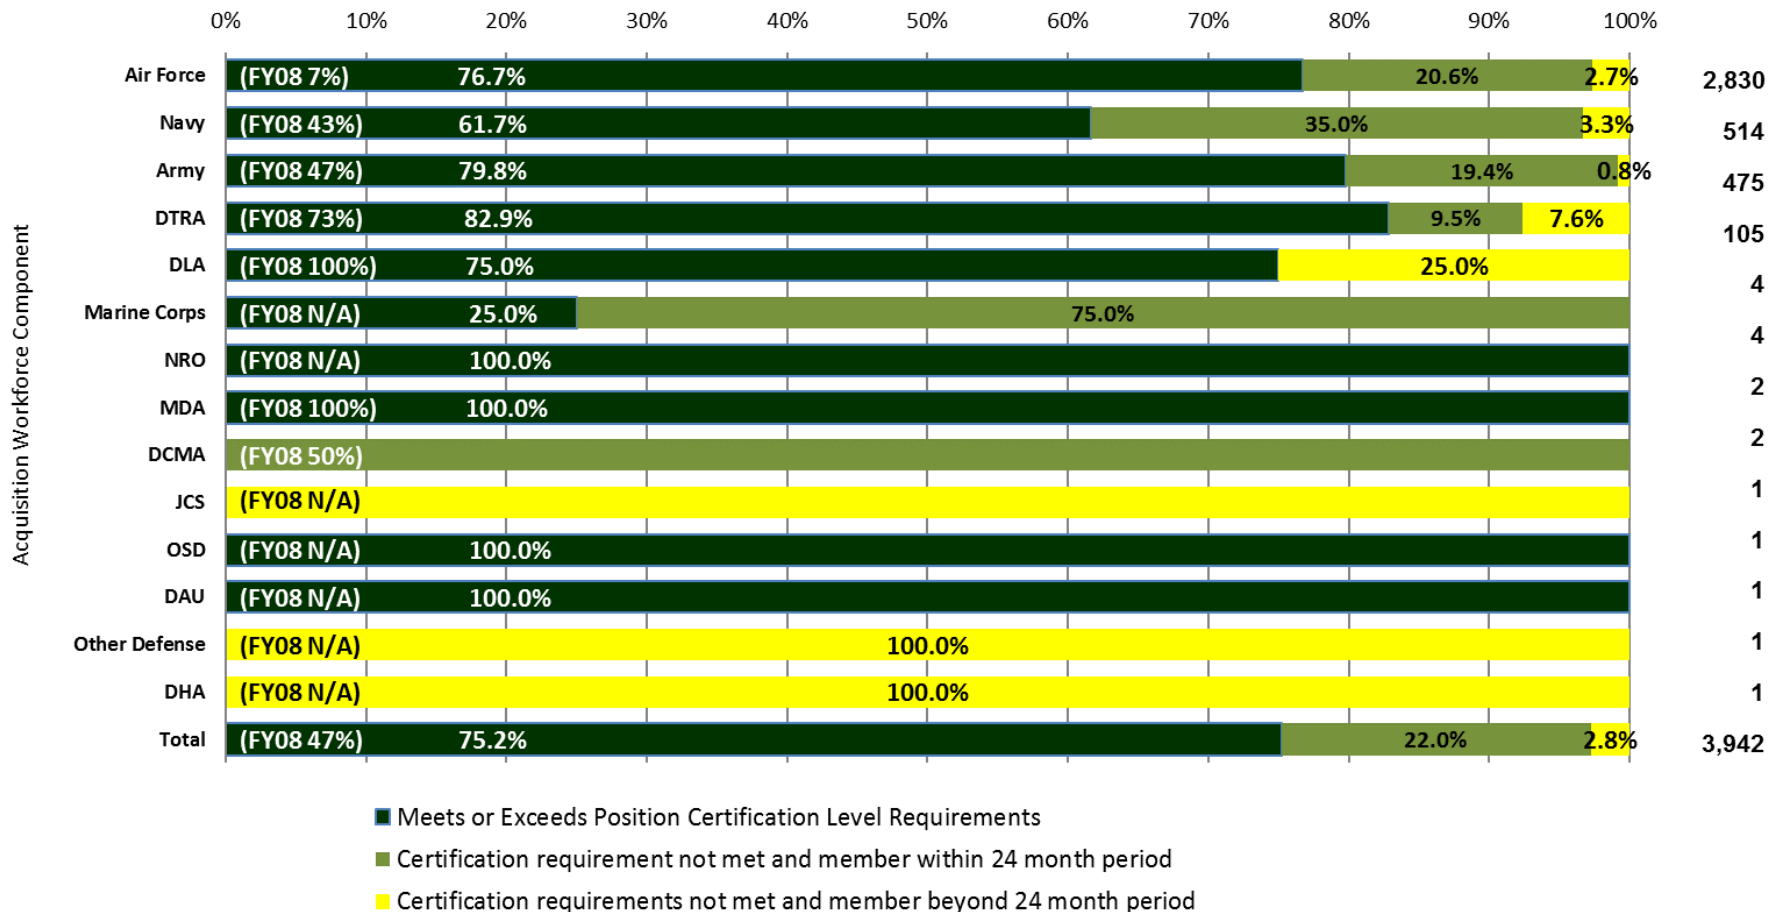 0% 10% 20% 30% 40% 50% 60% 70% 80% 90% 100%
Acquisition Workforce Component
Air Force (FY08 7%) 76.7% 20.6% 2.7% 2,830
Navy (FY08 43%) 61.7% 35.0% 3.3% 514
Army (FY08 47%) 79.8% 19.4% 0.8% 475
DTRA (FY08 73%) 82.9% 9.5% 7.6% 105
DLA (FY08 100%) 75.0% 25.0% 4
Marine Corps (FY08 N/A) 25.0% 75.0% 4
NRO (FY08 N/A) 100.0% 2
MDA (FY08 100%) 100.0% 2
DCMA (FY08 50%) 1
JCS (FY08 N/A) 1
OSD (FY08 N/A) 100.0% 1
DAU (FY08 N/A) 100.0% 1
Other Defense (FY08 N/A) 100.0% 1
DHA (FY08 N/A) 100.0%
Total (FY08 47%) 75.2% 22.0% 2.8% 3,942
Meets or Exceeds Position Certification Level Requirements
Certification requirement not met and member within 24 month period
Certification requirements not met and member beyond 24 month period